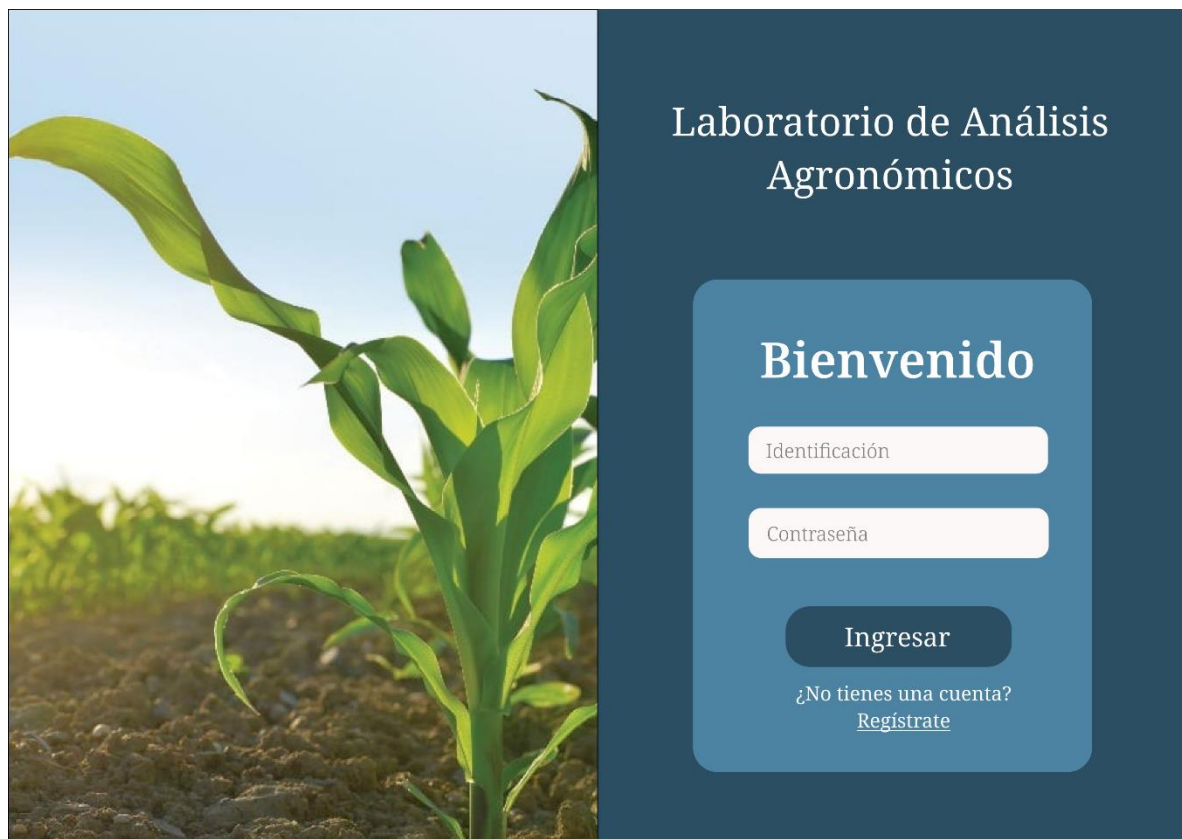 Laboratorio de Análisis
Agronómicos
Bienvenido
Identificación
Contraseña
Ingresar
¿No tienes una cuenta?
Regístrate